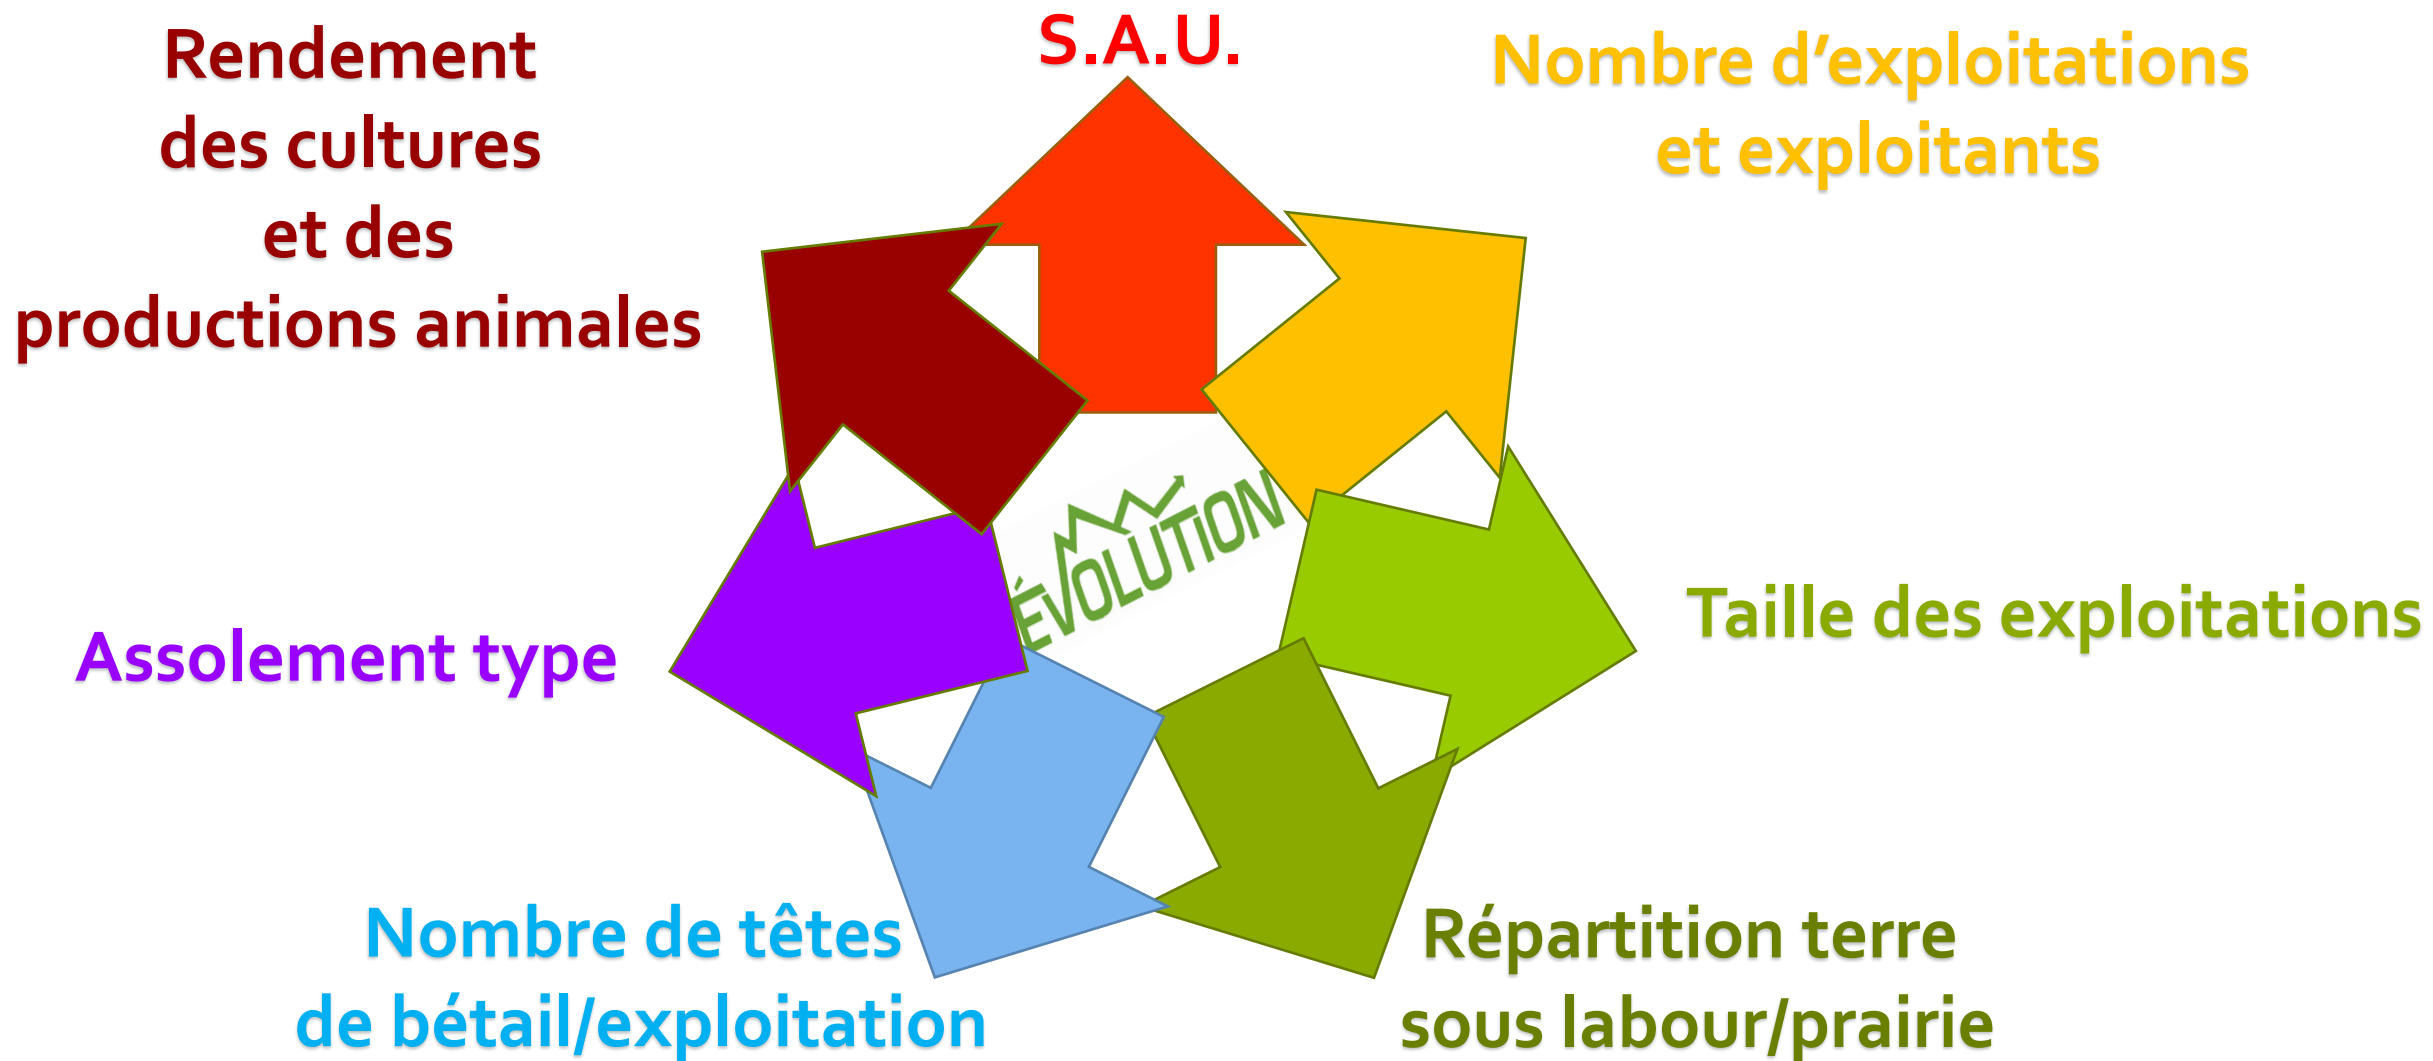 S.A.U.
Nombre d’exploitations
et exploitants
Taille des exploitations
Répartition terre
sous labour/prairie
Nombre de têtes
de bétail/exploitation
Assolement type
Rendement
des cultures
et des
productions animales
ÉVOLUTION